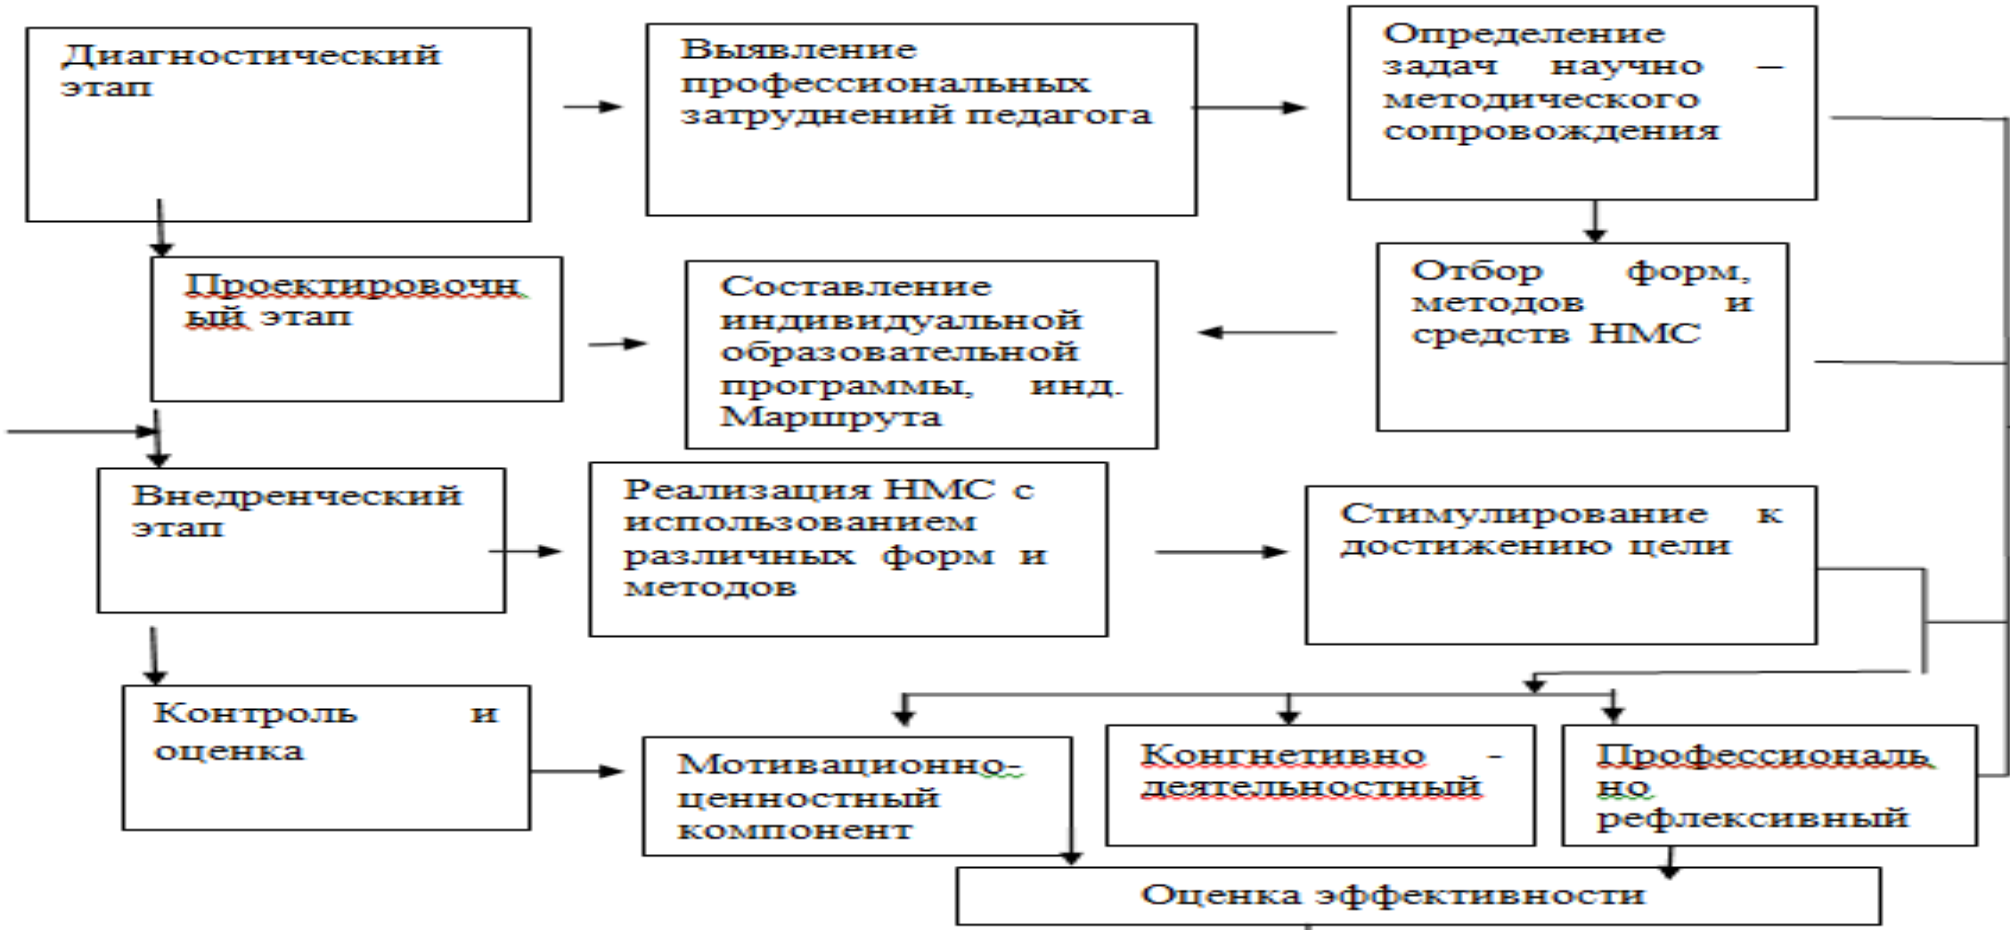 Диагностический
этап
Выявление
профессиональных
затруднений педагога
Определение
задач научно –
методического
сопровождения
Проектировочн
ый этап
Составление
индивидуальной
образовательной
программы, инд.
Маршрута
Отбор форм,
методов и
средств НМС
Внедренческий
этап
Реализация НМС с
использованием
различных форм и
методов
Стимулирование к
достижению цели
Контроль и
оценка
Мотивационно-
ценностный
компонент
Конгнетивно -
деятельностный
Профессиональ
но
рефлексивный
Оценка эффективности